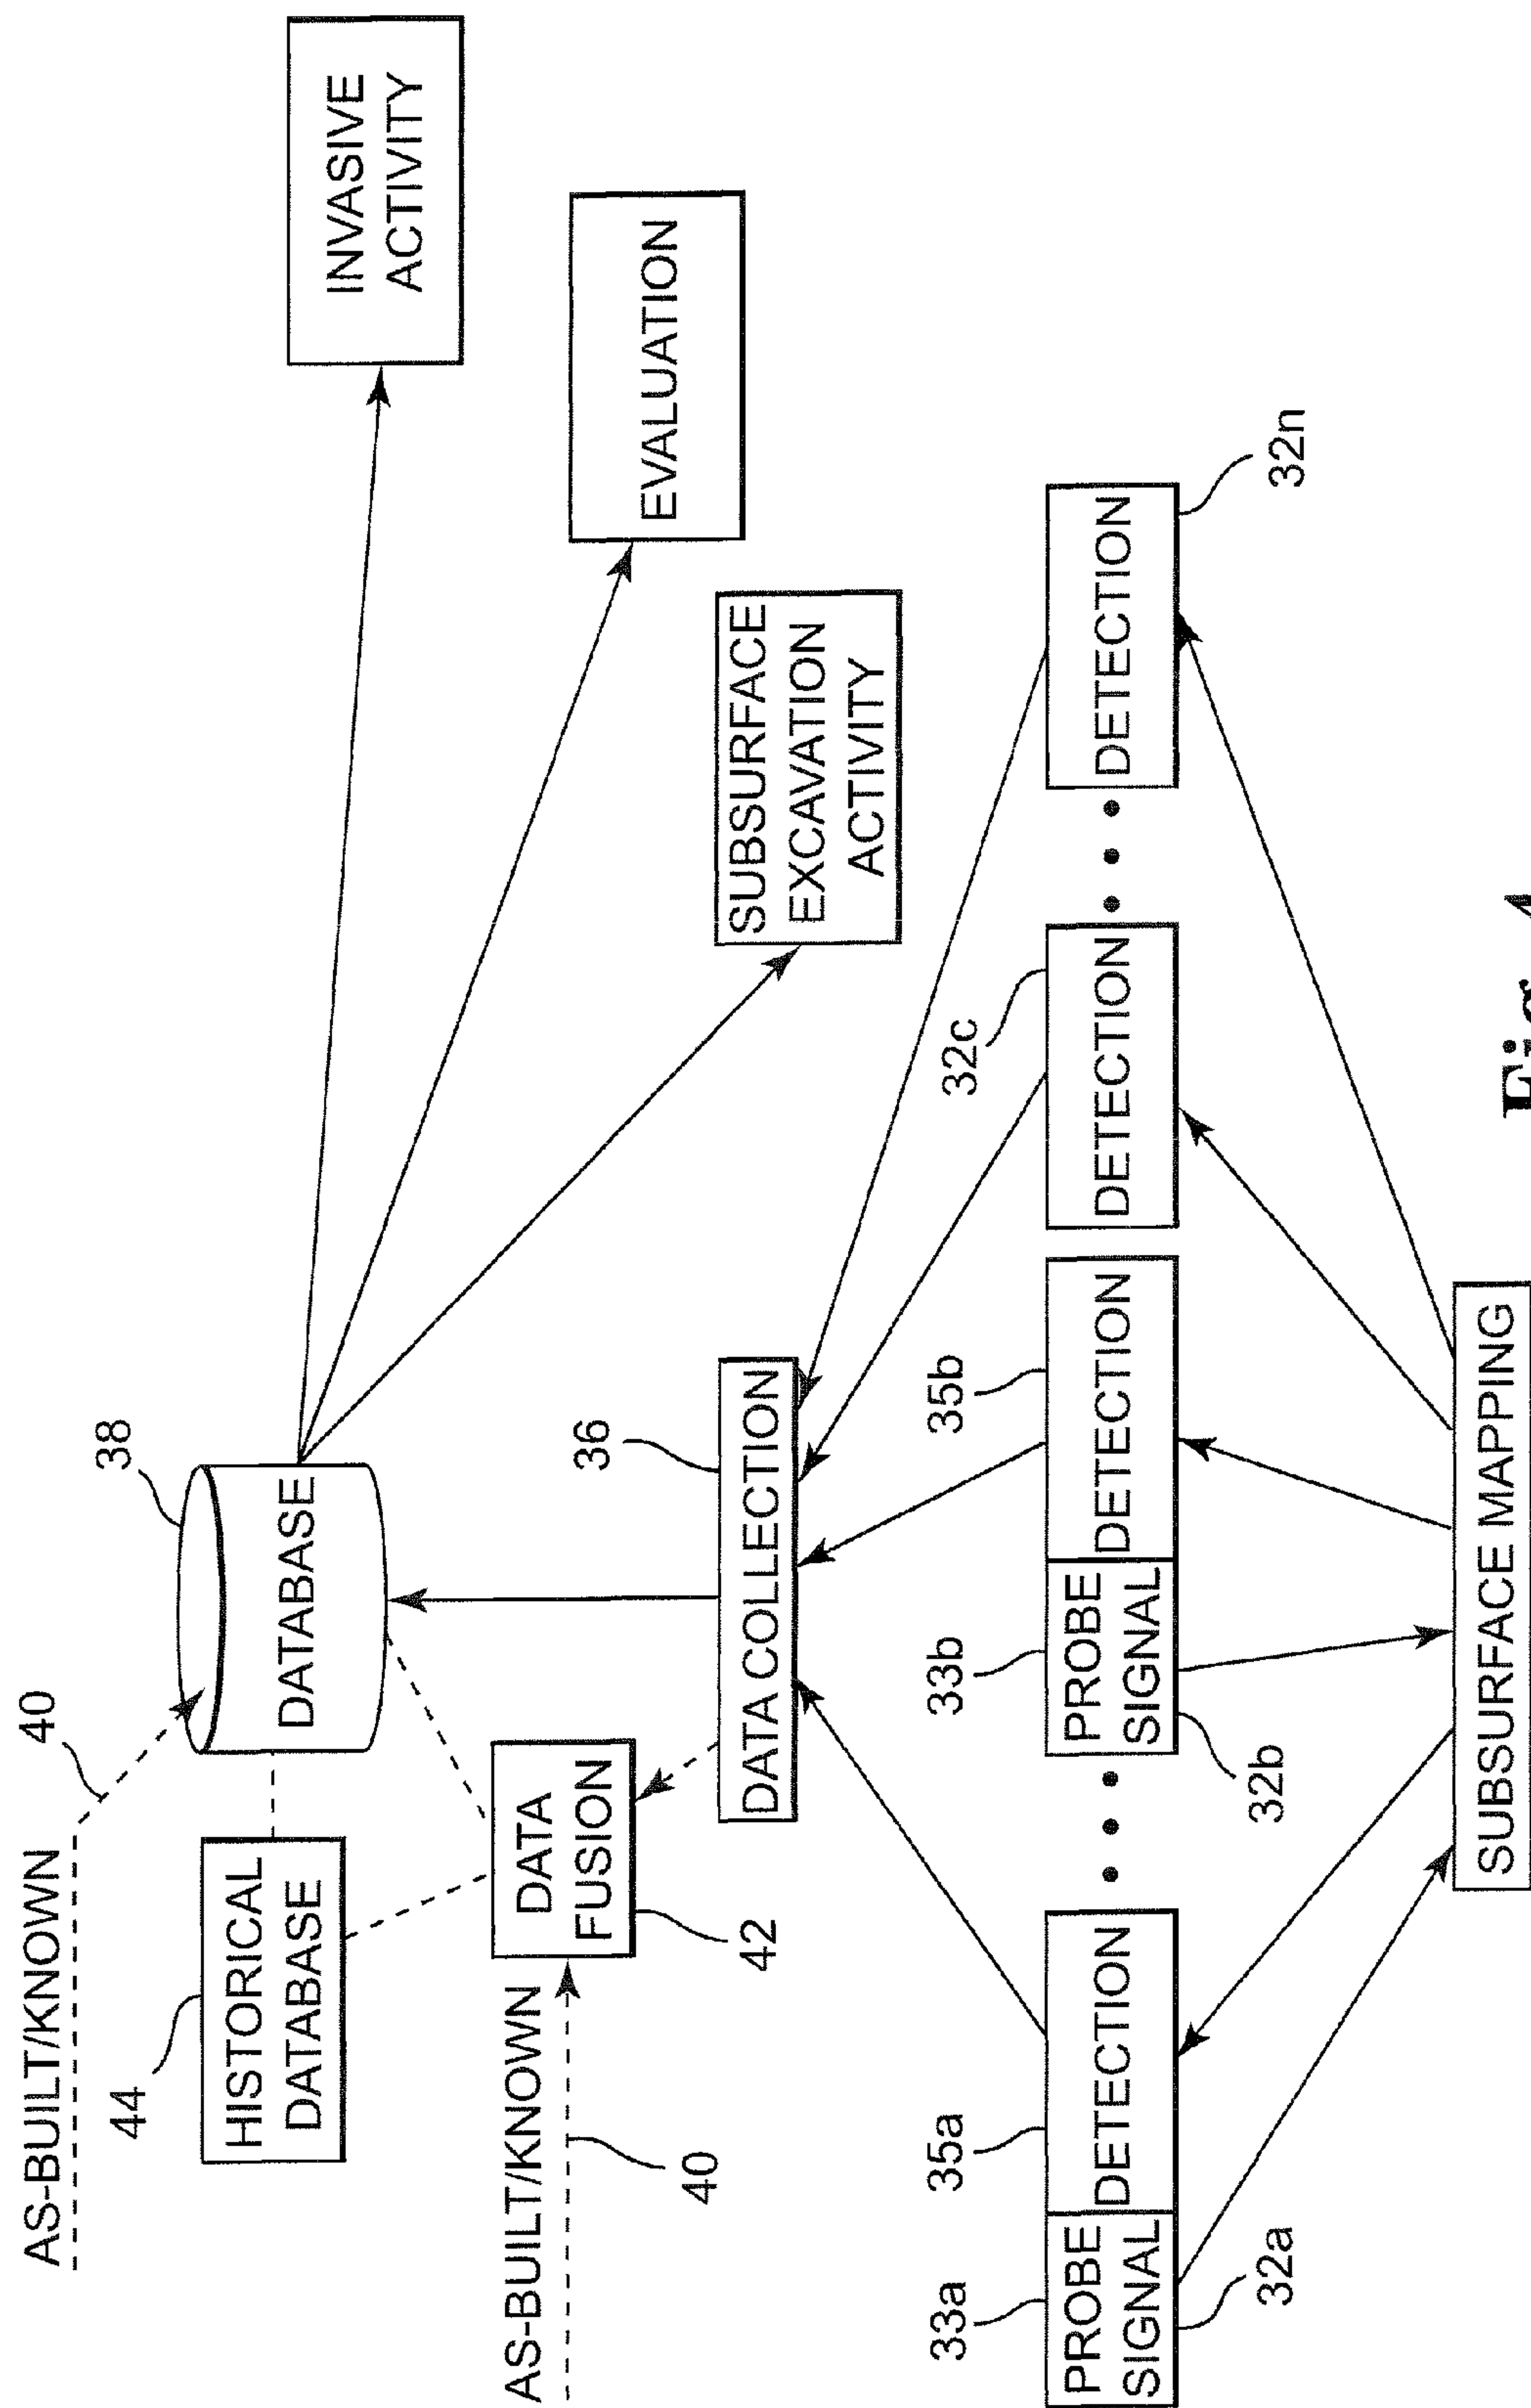 AS-BUILT/KNOWN
40
38
44
HISTORICAL
DATABASE
DATABASE
INVASIVE
ACTIVITY
AS-BUILT/KNOWN
40
DATA
FUSION
42
36
DATA COLLECTION
EVALUATION
SUBSURFACE
EXCAVATION
ACTIVITY
33a
35a
33b
35b
32c
PROBE
SIGNAL
DETECTION
PROBE
SIGNAL
DETECTION
DETECTION
DETECTION
32a
32b
32n
SUBSURFACE MAPPING